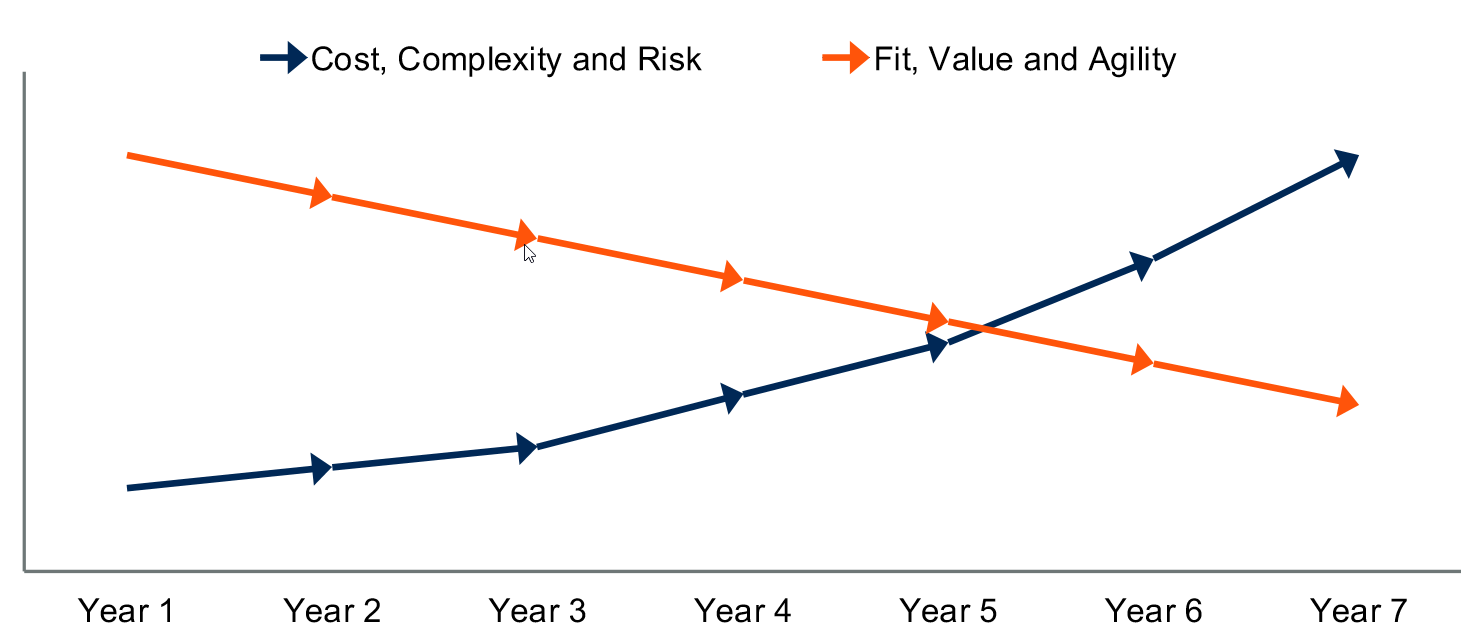 Cost, Complexity and Risk Fit, Value and Agility
Year 1 Year 2 Year 3 Year 4 Year 5 Year 6 Year 7